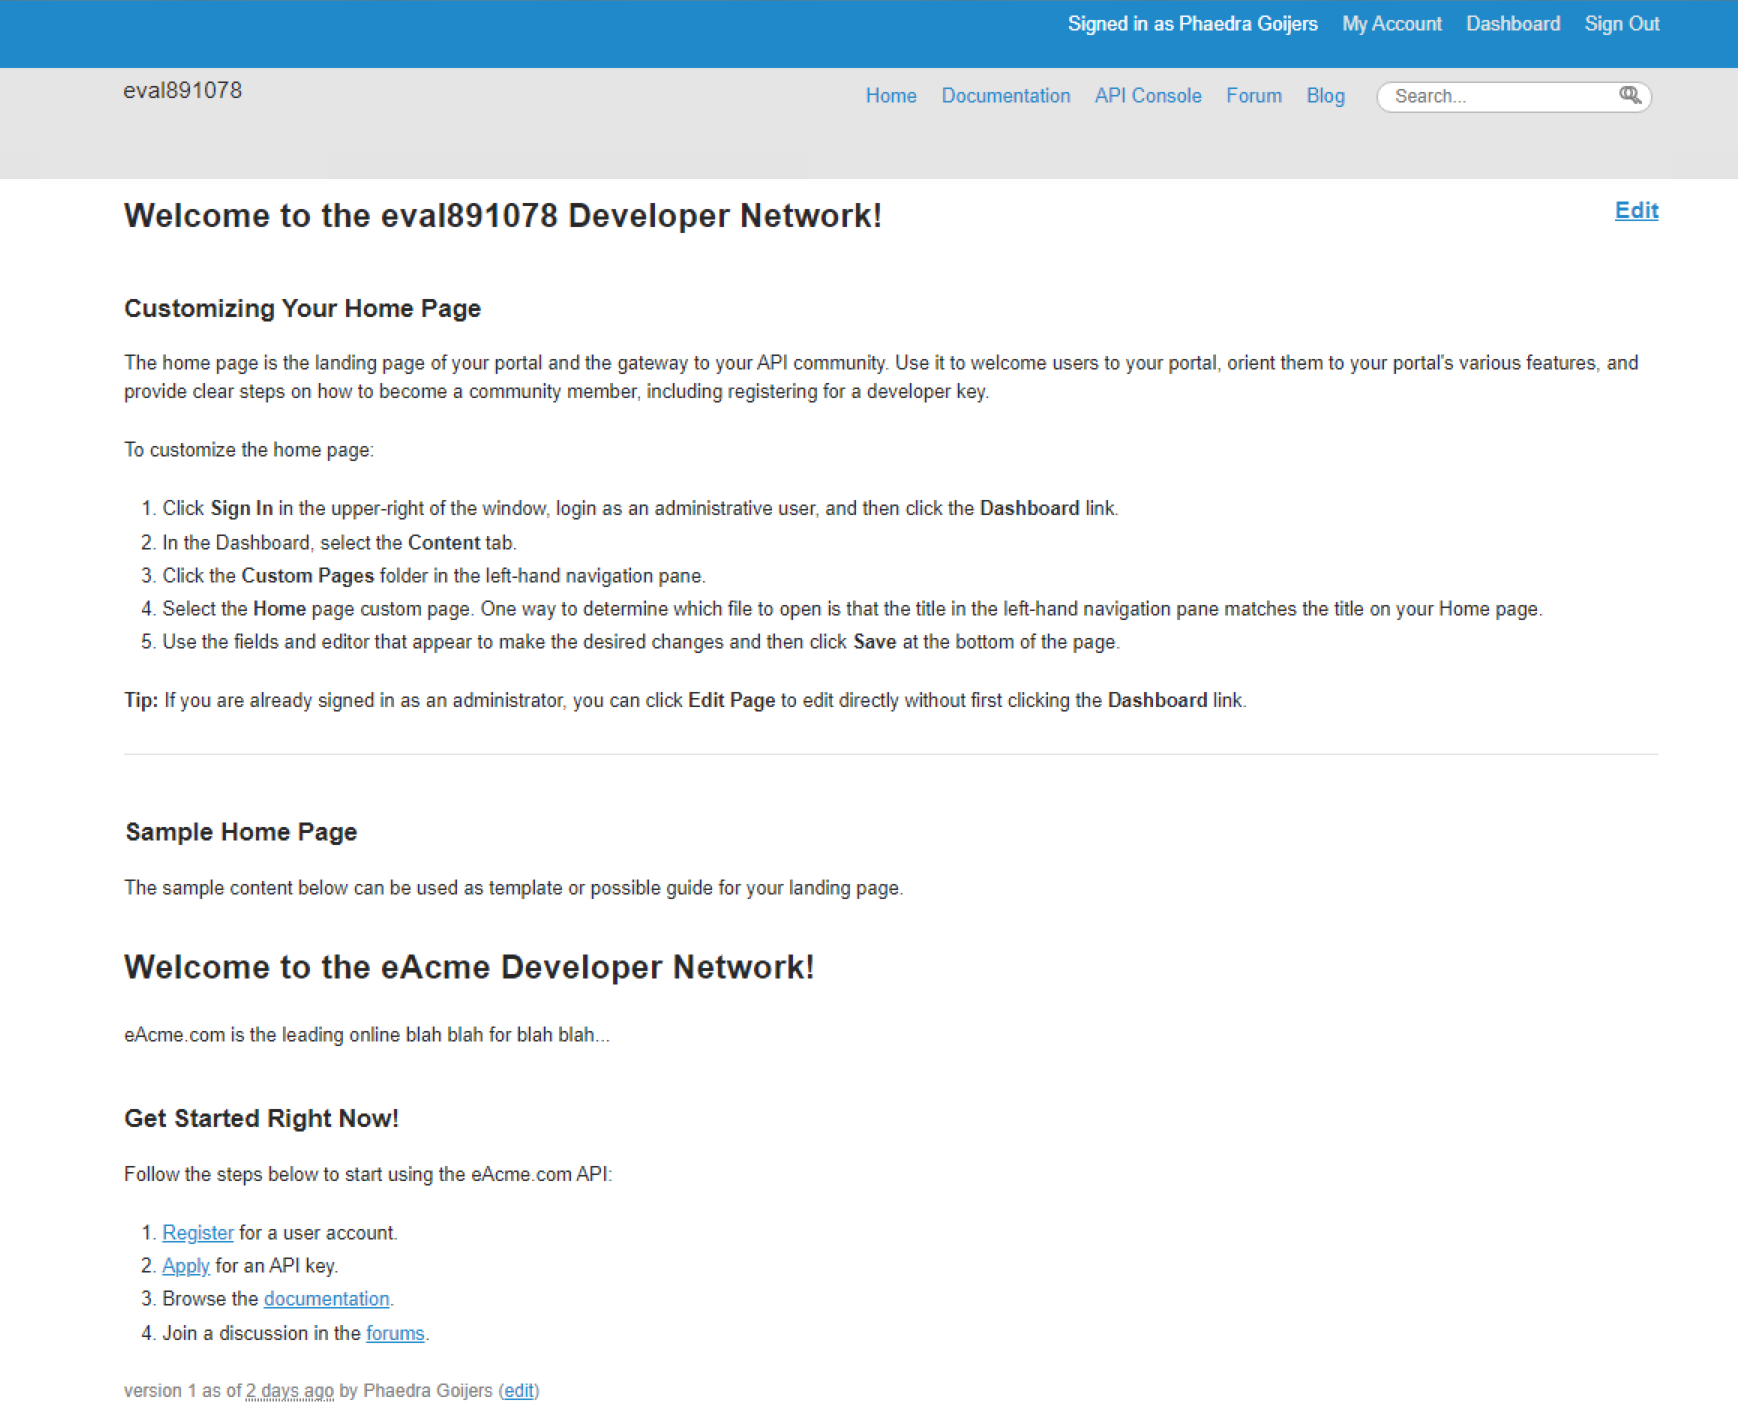 Signed in as Phaedra Goijers My Account Dashboard Sign Out
eval891078
Home Documentation API Console Forum Blog Search...
Welcome to the eval891078 Developer Network!
Edit
Customizing Your Home Page
The home page is the landing page of your portal and the gateway to your API community. Use it to welcome users to your portal, orient them to your portal's various features, and
provide clear steps on how to become a community member, including registering for a developer key.
To customize the home page:
1. Click Sign In in the upper-right of the window, login as an administrative user, and then click the Dashboard link.
2. In the Dashboard, select the Content tab.
3. Click the Custom Pages folder in the left-hand navigation pane.
4. Select the Home page custom page. One way to determine which file to open is that the title in the left-hand navigation pane matches the title on your Home page.
5. Use the fields and editor that appear to make the desired changes and then click Save at the bottom of the page.
Tip: If you are already signed in as an administrator, you can click Edit Page to edit directly without first clicking the Dashboard link.
Sample Home Page
The sample content below can be used as template or possible guide for your landing page.
Welcome to the eAcme Developer Network!
eAcme.com is the leading online blah blah for blah blah...
Get Started Right Now!
Follow the steps below to start using the eAcme.com API:
1. Register for a user account.
2. Apply for an API key.
3. Browse the documentation.
4. Join a discussion in the forums.
version 1 as of 2 days ago by Phaedra Goijers (edit)